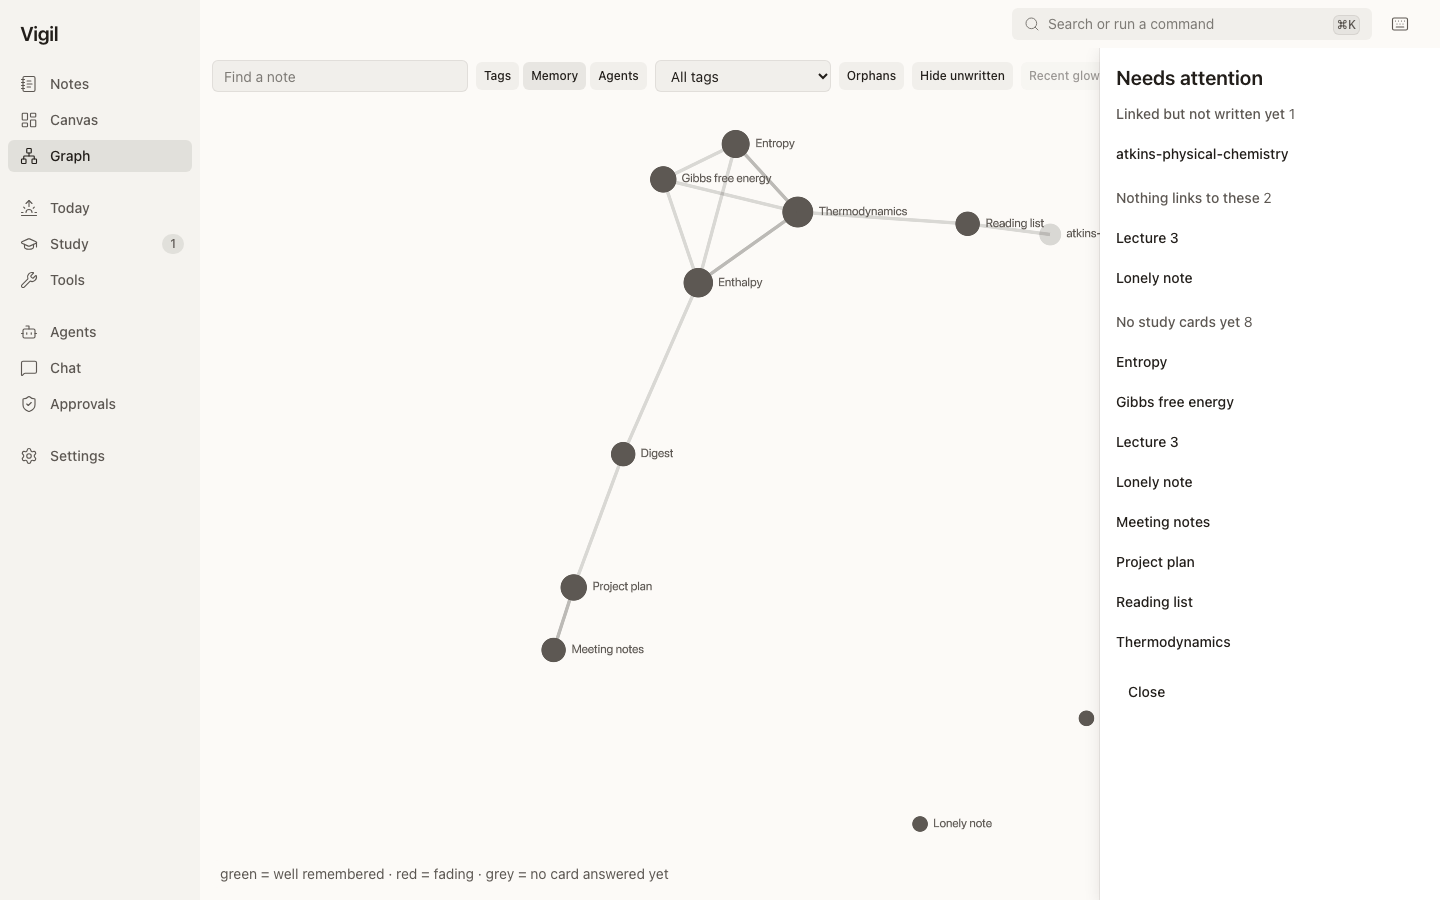 Vigil
Notes
Canvas
Graph
Today
Study 1
Tools
Agents
Chat
Approvals
Settings
Search or run a command ⌘K
Find a note
Tags
Memory
Agents
All tags
Orphans
Hide unwritten
Recent glow
Entropy
Gibbs free energy
Thermodynamics
Reading list
atkins-
Enthalpy
Digest
Project plan
Meeting notes
Lonely note
green = well remembered · red = fading · grey = no card answered yet
Needs attention
Linked but not written yet 1
atkins-physical-chemistry
Nothing links to these 2
Lecture 3
Lonely note
No study cards yet 8
Entropy
Gibbs free energy
Lecture 3
Lonely note
Meeting notes
Project plan
Reading list
Thermodynamics
Close